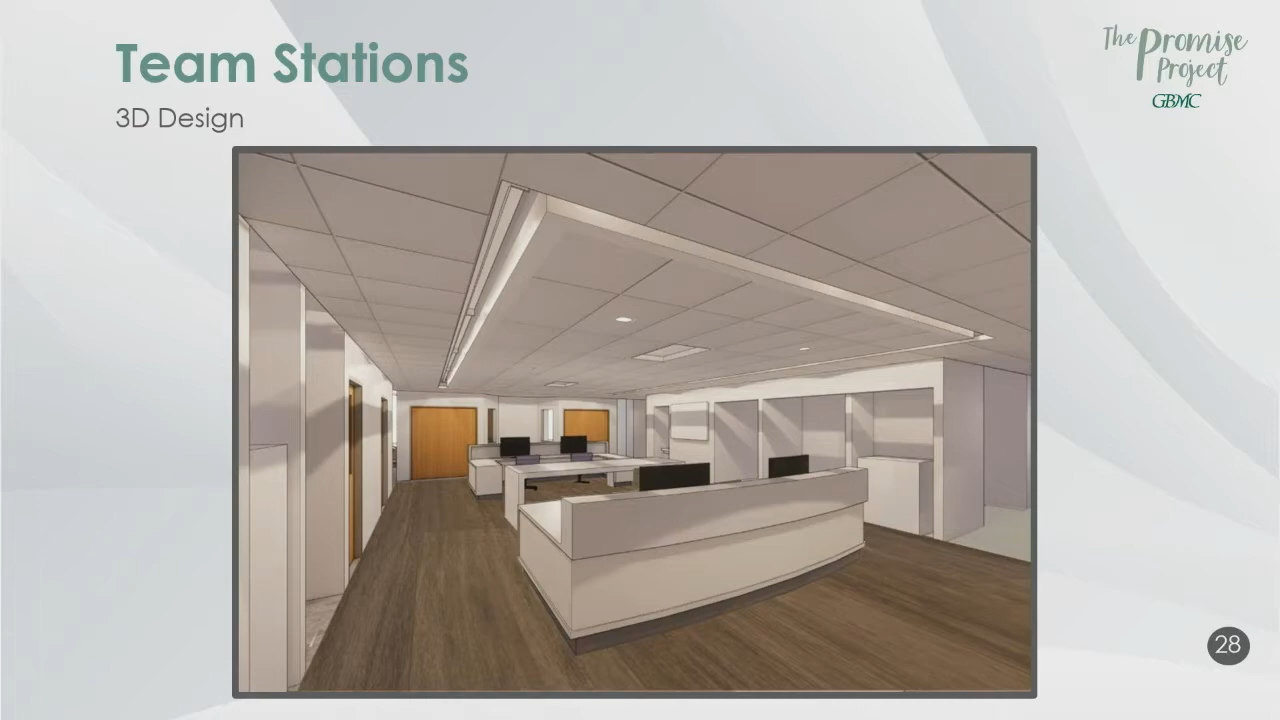 Team Stations
3D Design
The Promise
Project
GBMC
28